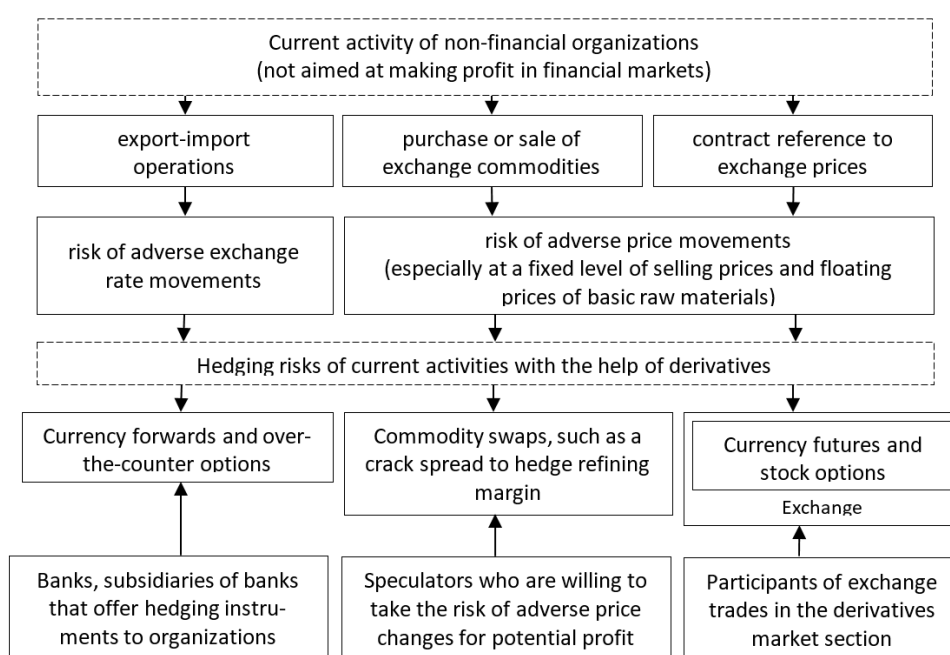 Current activity of non-financial organizations
(not aimed at making profit in financial markets)
export-import
operations
purchase or sale of
exchange commodities
contract reference to
exchange prices
risk of adverse exchange
rate movements
risk of adverse price movements
(especially at a fixed level of selling prices and floating
prices of basic raw materials)
Hedging risks of current activities with the help of derivatives
Currency forwards and over-
the-counter options
Commodity swaps, such as a
crack spread to hedge refining
margin
Currency futures and
stock options
Exchange
Banks, subsidiaries of banks
that offer hedging instru-
ments to organizations
Speculators who are willing to
take the risk of adverse price
changes for potential profit
Participants of exchange
trades in the derivatives
market section